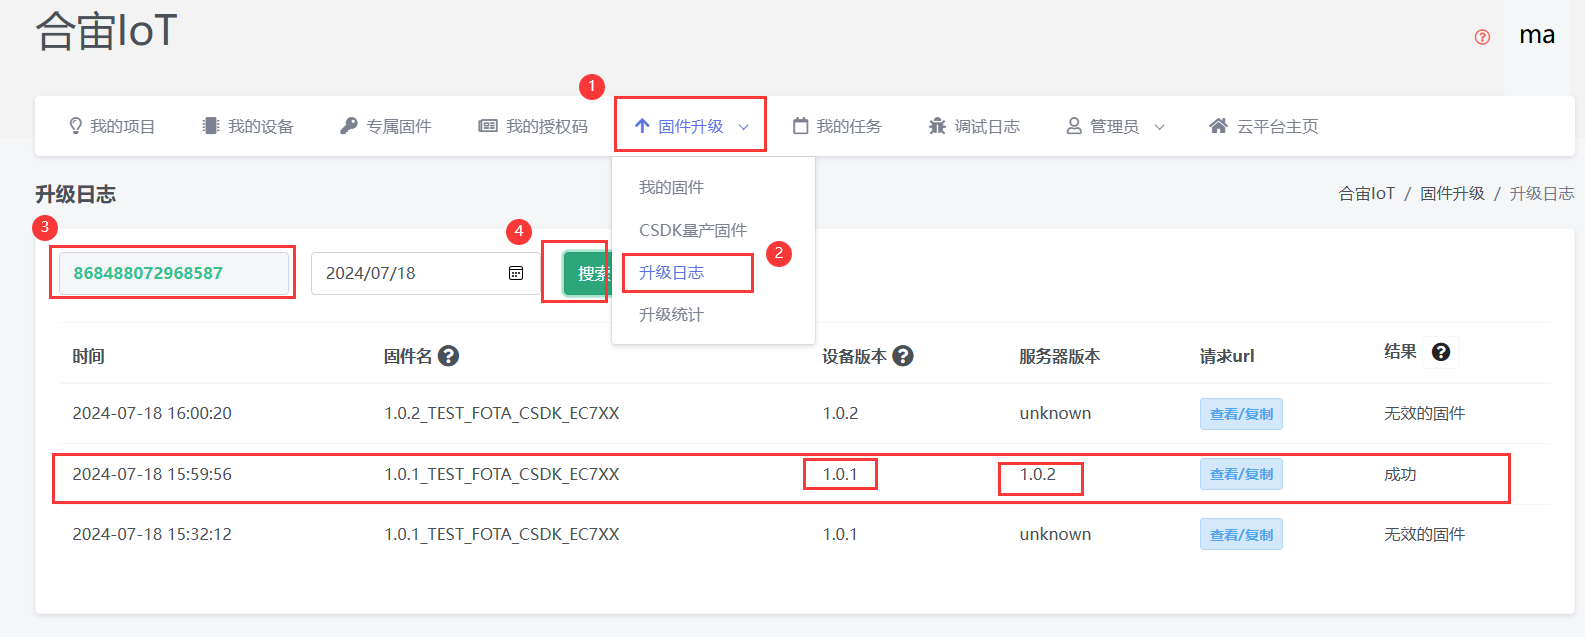 合宙IoT
ma
1
我的项目 我的设备 专属固件 我的授权码 固件升级 我的任务 调试日志 管理员 云平台主页
我的固件
CSDK量产固件
2
升级日志
升级统计
升级日志
合宙IoT / 固件升级 / 升级日志
3
4
868488072968587 2024/07/18 搜索
时间 固件名 ? 设备版本 ? 服务器版本 请求url 结果 ?
2024-07-18 16:00:20 1.0.2_TEST_FOTA_CSDK_EC7XX 1.0.2 unknown 查看/复制 无效的固件
2024-07-18 15:59:56 1.0.1_TEST_FOTA_CSDK_EC7XX 1.0.1 1.0.2 查看/复制 成功
2024-07-18 15:32:12 1.0.1_TEST_FOTA_CSDK_EC7XX 1.0.1 unknown 查看/复制 无效的固件